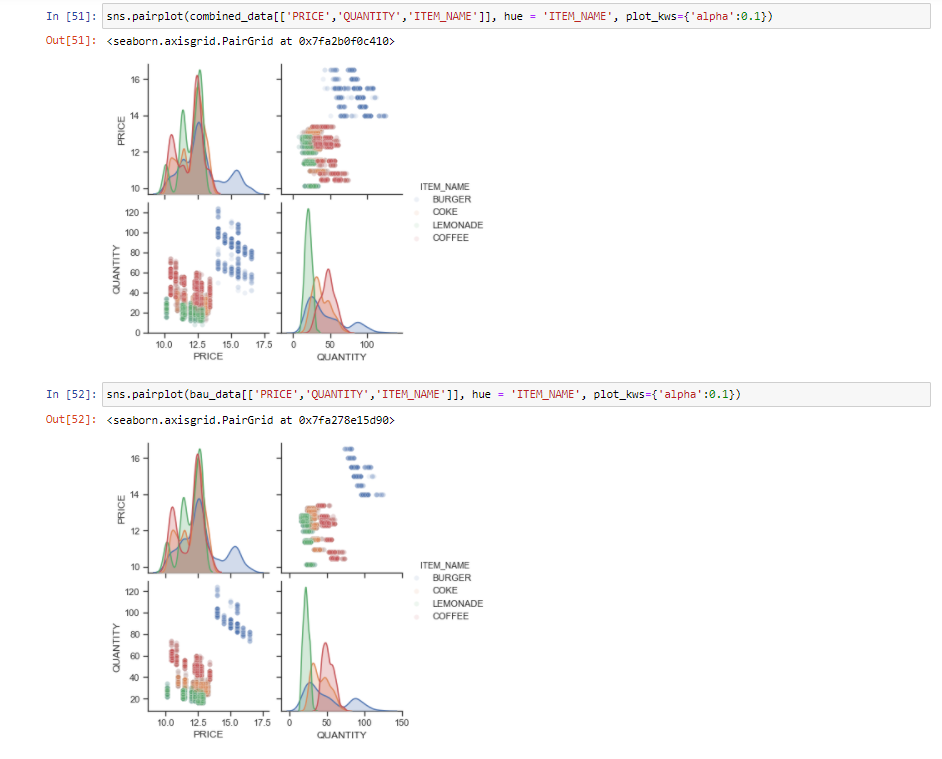 In [51]: sns.pairplot(combined_data[['PRICE','QUANTITY','ITEM_NAME']], hue = 'ITEM_NAME', plot_kws={'alpha':0.1})
Out[51]: <seaborn.axisgrid.PairGrid at 0x7fa2b0f0c410>
16
14
12
10
PRICE
ITEM_NAME
BURGER
COKE
LEMONADE
COFFEE
120
100
80
60
40
20
0
QUANTITY
10.0 12.5 15.0 17.5
PRICE
0 50 100
QUANTITY
In [52]: sns.pairplot(bau_data[['PRICE','QUANTITY','ITEM_NAME']], hue = 'ITEM_NAME', plot_kws={'alpha':0.1})
Out[52]: <seaborn.axisgrid.PairGrid at 0x7fa278e15d90>
16
14
12
10
PRICE
ITEM_NAME
BURGER
COKE
LEMONADE
COFFEE
120
100
80
60
40
20
QUANTITY
10.0 12.5 15.0 17.5
PRICE
0 50 100 150
QUANTITY